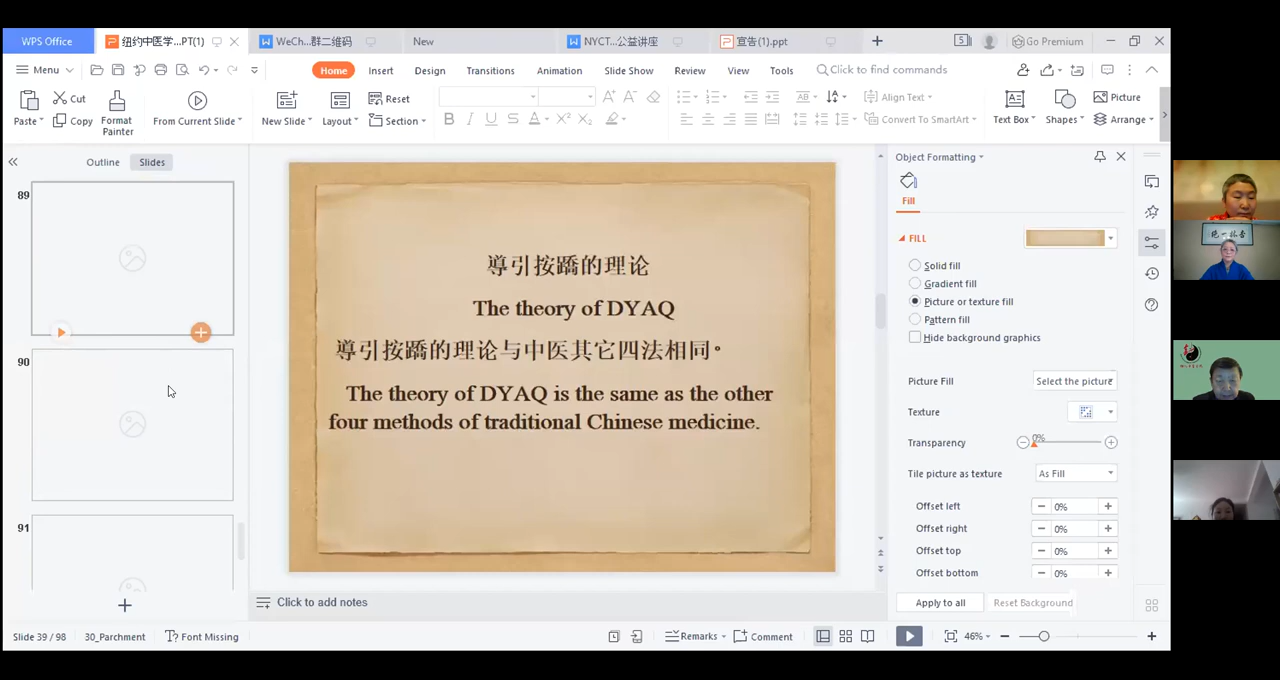 WPS Office
纽约中医学...PT(1)
WeCh...群二维码
New
NYCT...公益讲座
宣告(1).ppt
5
Go Premium
Menu
Home
Insert
Design
Transitions
Animation
Slide Show
Review
View
Tools
Click to find commands
Paste
Cut
Copy
Format
Painter
From Current Slide
New Slide
Layout
Reset
Section
B I U S A X² X₂
AB
Align Text
Convert To SmartArt
Text Box
Shapes
Picture
Arrange
Outline
Slides
89
90
91
導引按蹻的理论
The theory of DYAQ
導引按蹻的理论与中医其它四法相同。
The theory of DYAQ is the same as the other
four methods of traditional Chinese medicine.
Click to add notes
Object Formatting
Fill
FILL
Solid fill
Gradient fill
Picture or texture fill
Pattern fill
Hide background graphics
Picture Fill
Select the picture
Texture
Transparency
0%
Tile picture as texture
As Fill
Offset left
0%
Offset right
0%
Offset top
0%
Offset bottom
0%
Apply to all
Reset Background
Slide 39 / 98
30_Parchment
Font Missing
Remarks
Comment
46%